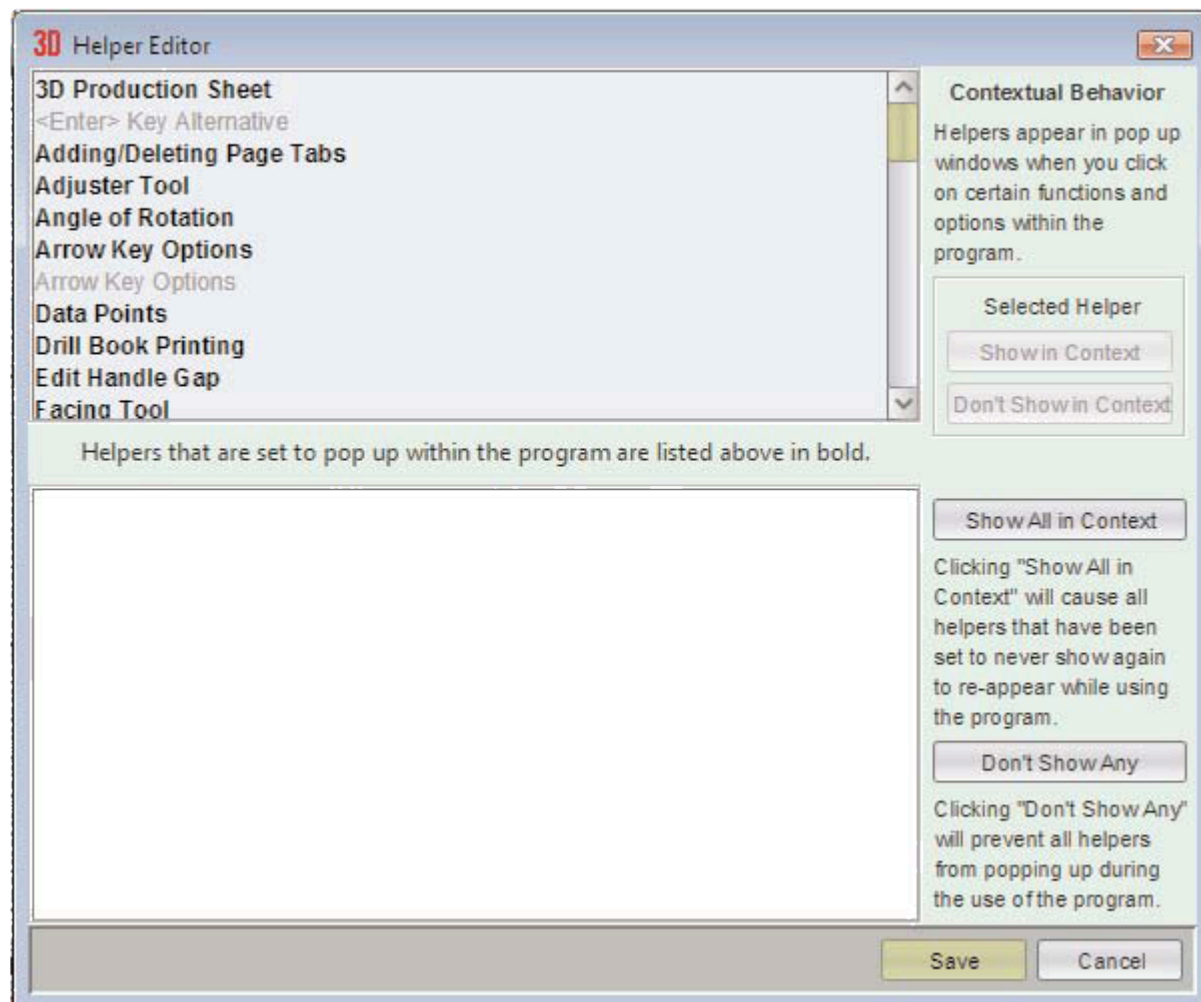 3D Helper Editor
3D Production Sheet
<Enter> Key Alternative
Adding/Deleting Page Tabs
Adjuster Tool
Angle of Rotation
Arrow Key Options
Arrow Key Options
Data Points
Drill Book Printing
Edit Handle Gap
Facing Tool
Helpers that are set to pop up within the program are listed above in bold.
Contextual Behavior
Helpers appear in pop up
windows when you click
on certain functions and
options within the
program.
Selected Helper
Show in Context
Don't Show in Context
Show All in Context
Clicking "Show All in
Context" will cause all
helpers that have been
set to never show again
to re-appear while using
the program.
Don't Show Any
Clicking "Don't Show Any"
will prevent all helpers
from popping up during
the use of the program.
Save Cancel